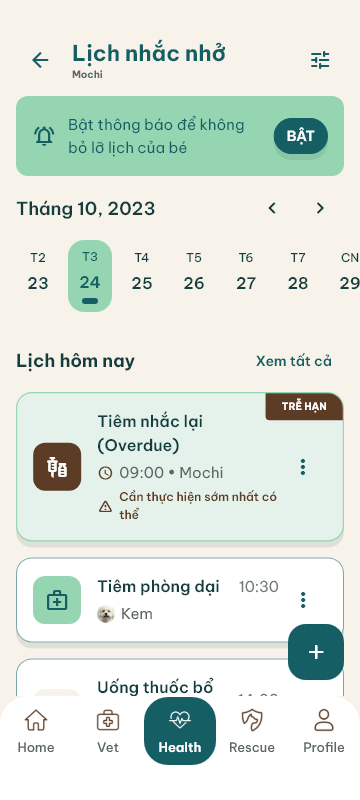 Lịch nhắc nhở
Mochi
Bật thông báo để không
bỏ lỡ lịch của bé
BẬT
Tháng 10, 2023
T2 T3 T4 T5 T6 T7 CN
23 24 25 26 27 28 29
Lịch hôm nay
Xem tất cả
TRỄ HẠN
Tiêm nhắc lại
(Overdue)
09:00 • Mochi
Cần thực hiện sớm nhất có
thể
Tiêm phòng dại 10:30
Kem
+
Uống thuốc bổ
Home Vet Health Rescue Profile